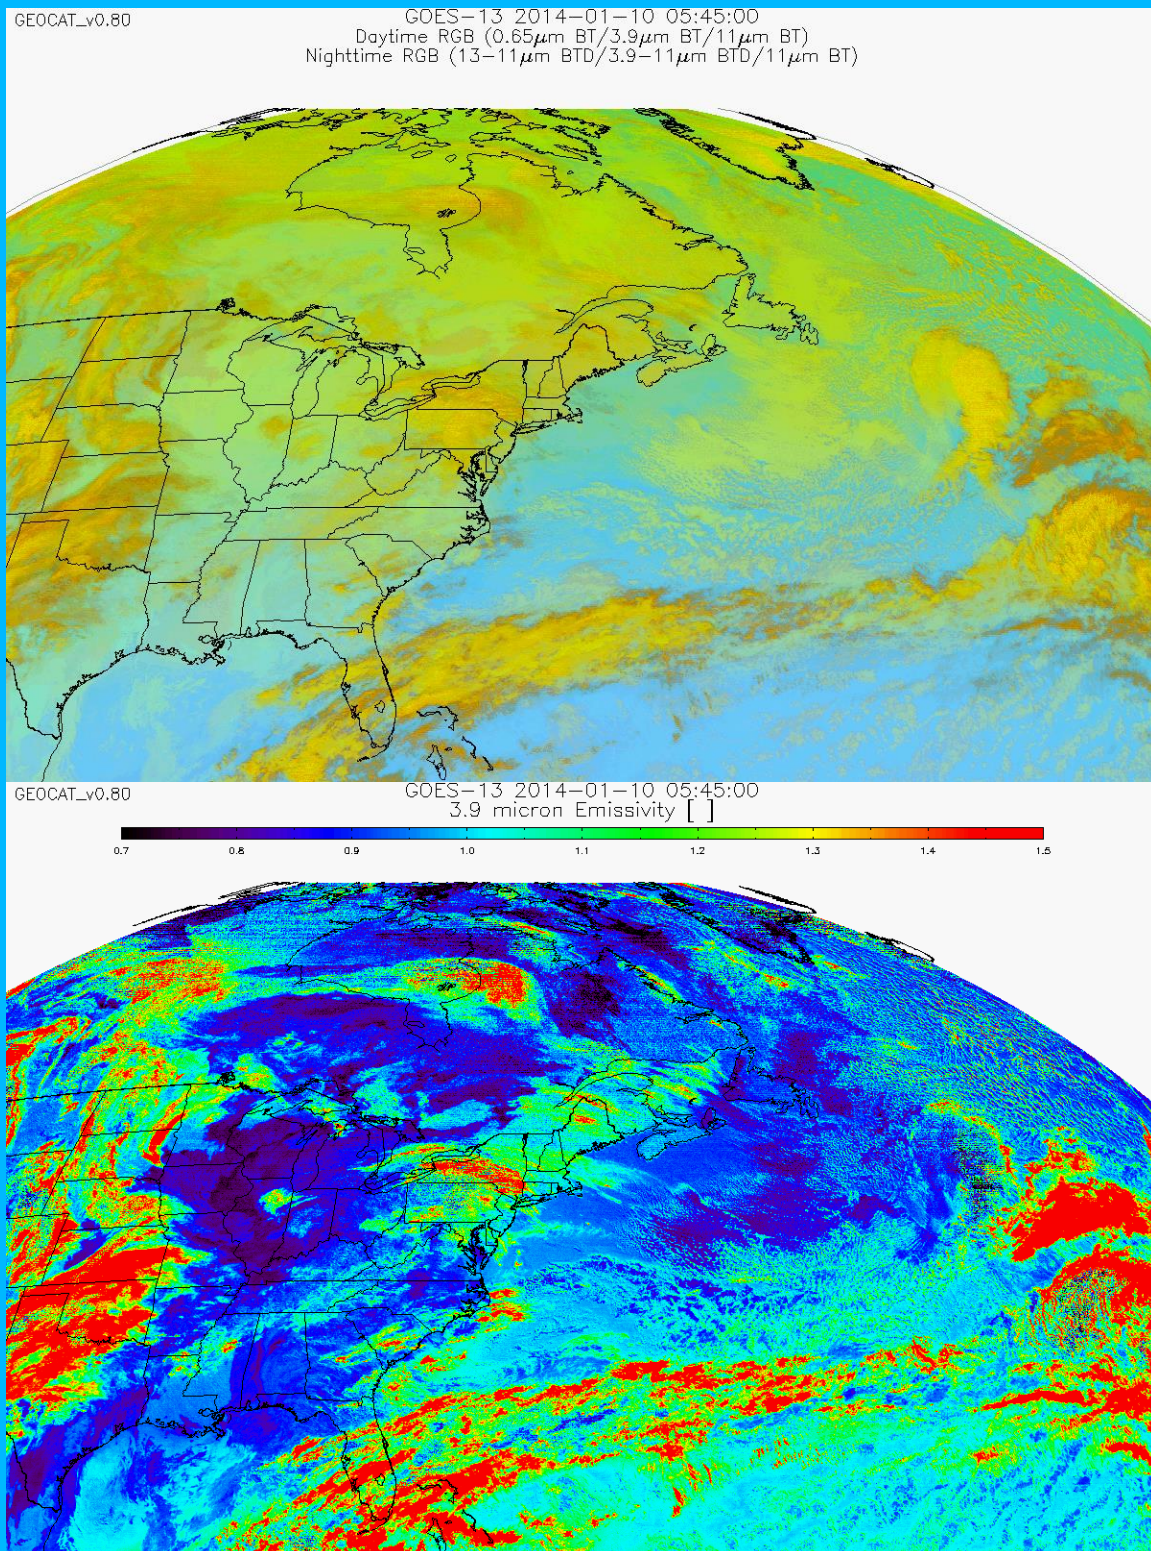 GEOCAT_v0.80
GOES-13 2014-01-10 05:45:00
Daytime RGB (0.65μm BT/3.9μm BT/11μm BT)
Nighttime RGB (13-11μm BTD/3.9-11μm BTD/11μm BT)
GEOCAT_v0.80
GOES-13 2014-01-10 05:45:00
3.9 micron Emissivity [ ]
0.7 0.8 0.9 1.0 1.1 1.2 1.3 1.4 1.5